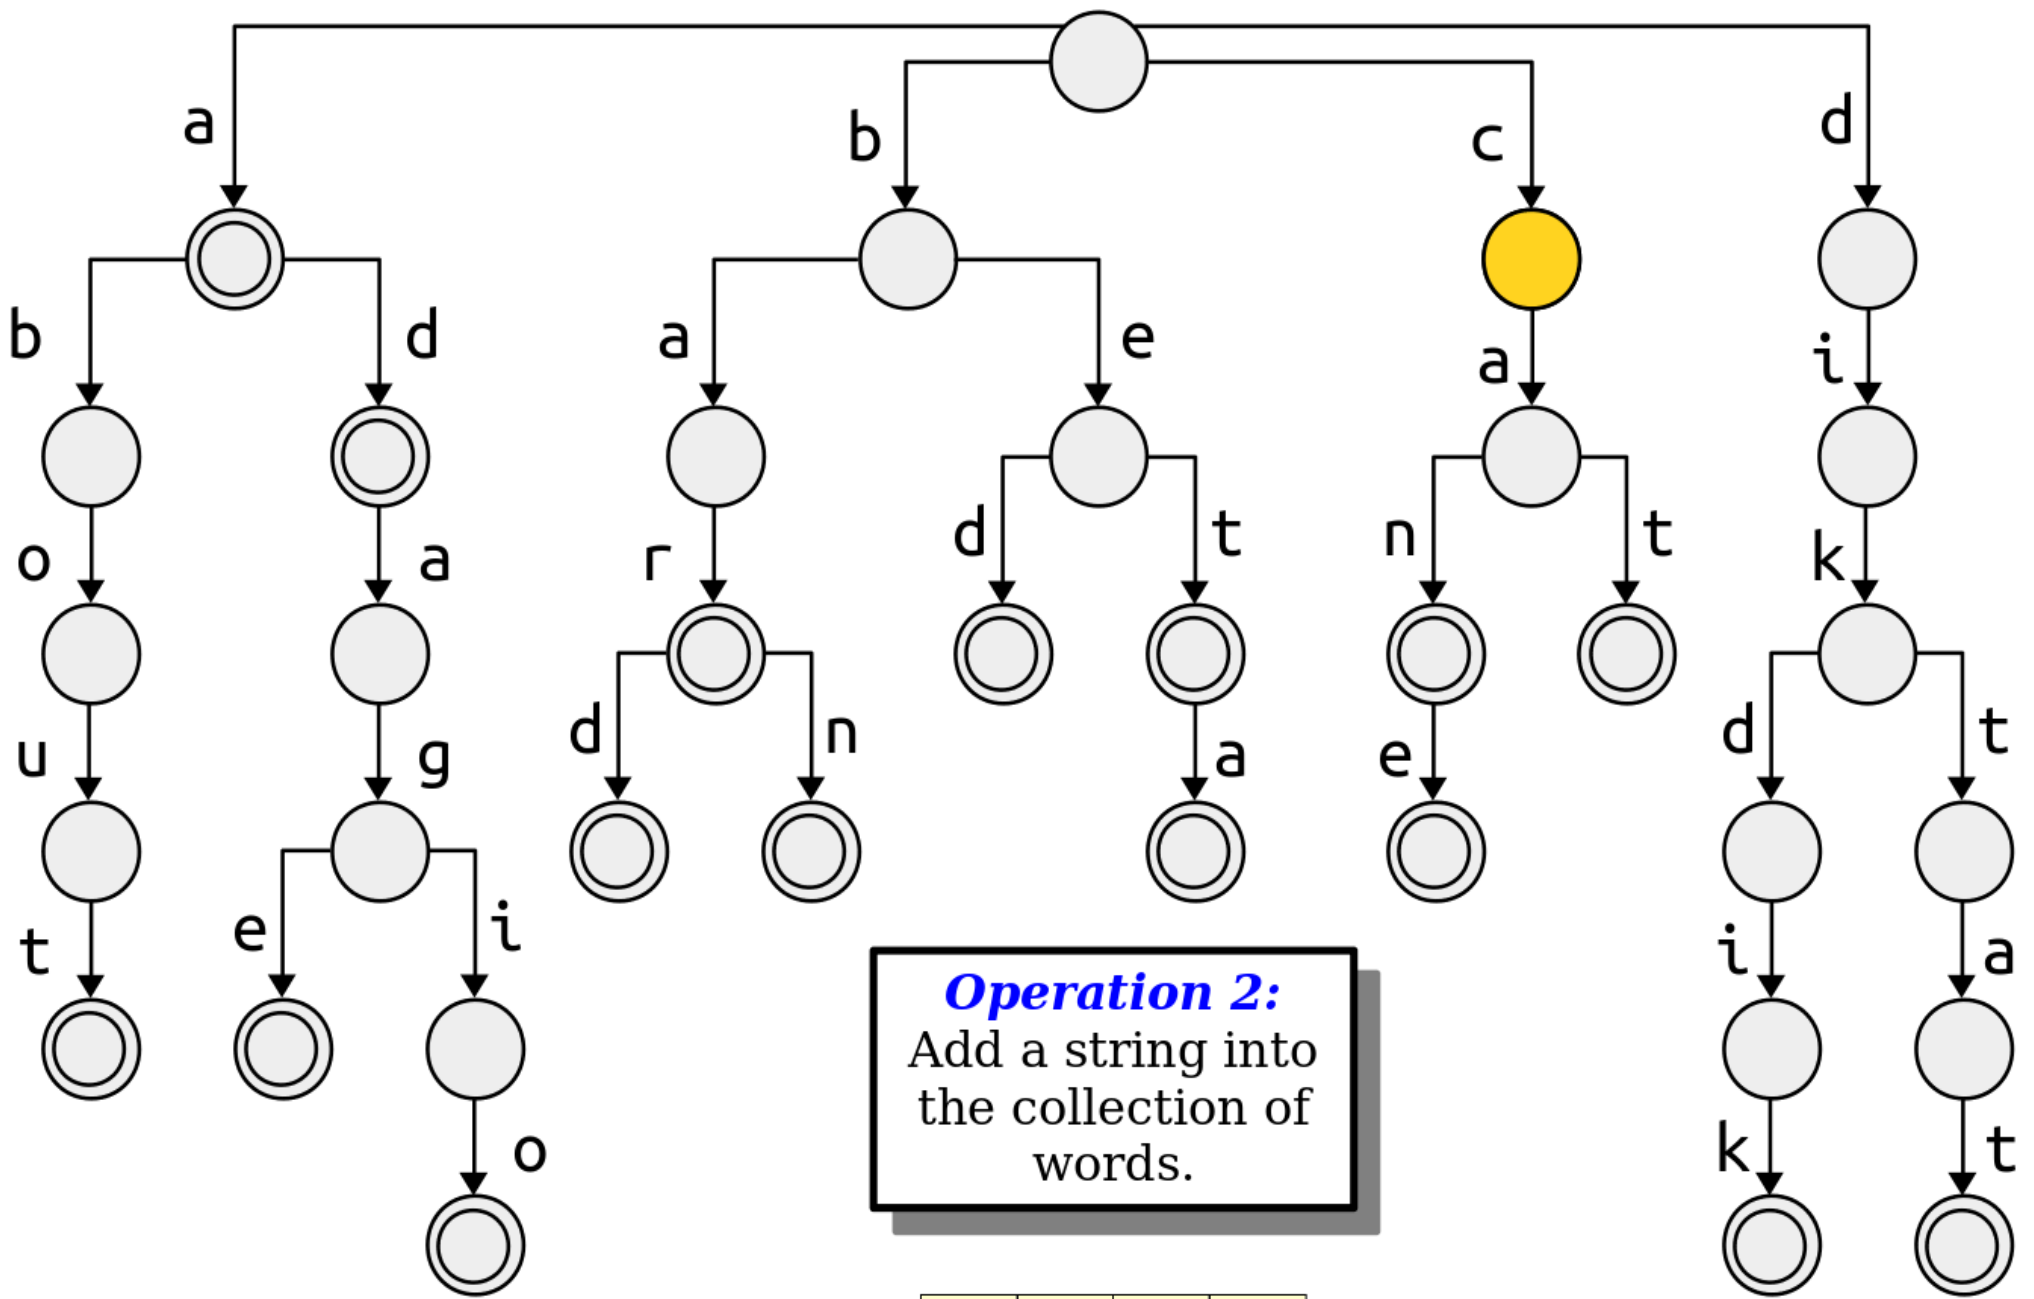 a
b
c
d
b
d
a
e
a
i
o
a
r
d
t
n
t
k
u
g
d
n
a
e
d
t
t
e
i
i
a
o
k
t
Operation 2:
Add a string into
the collection of
words.